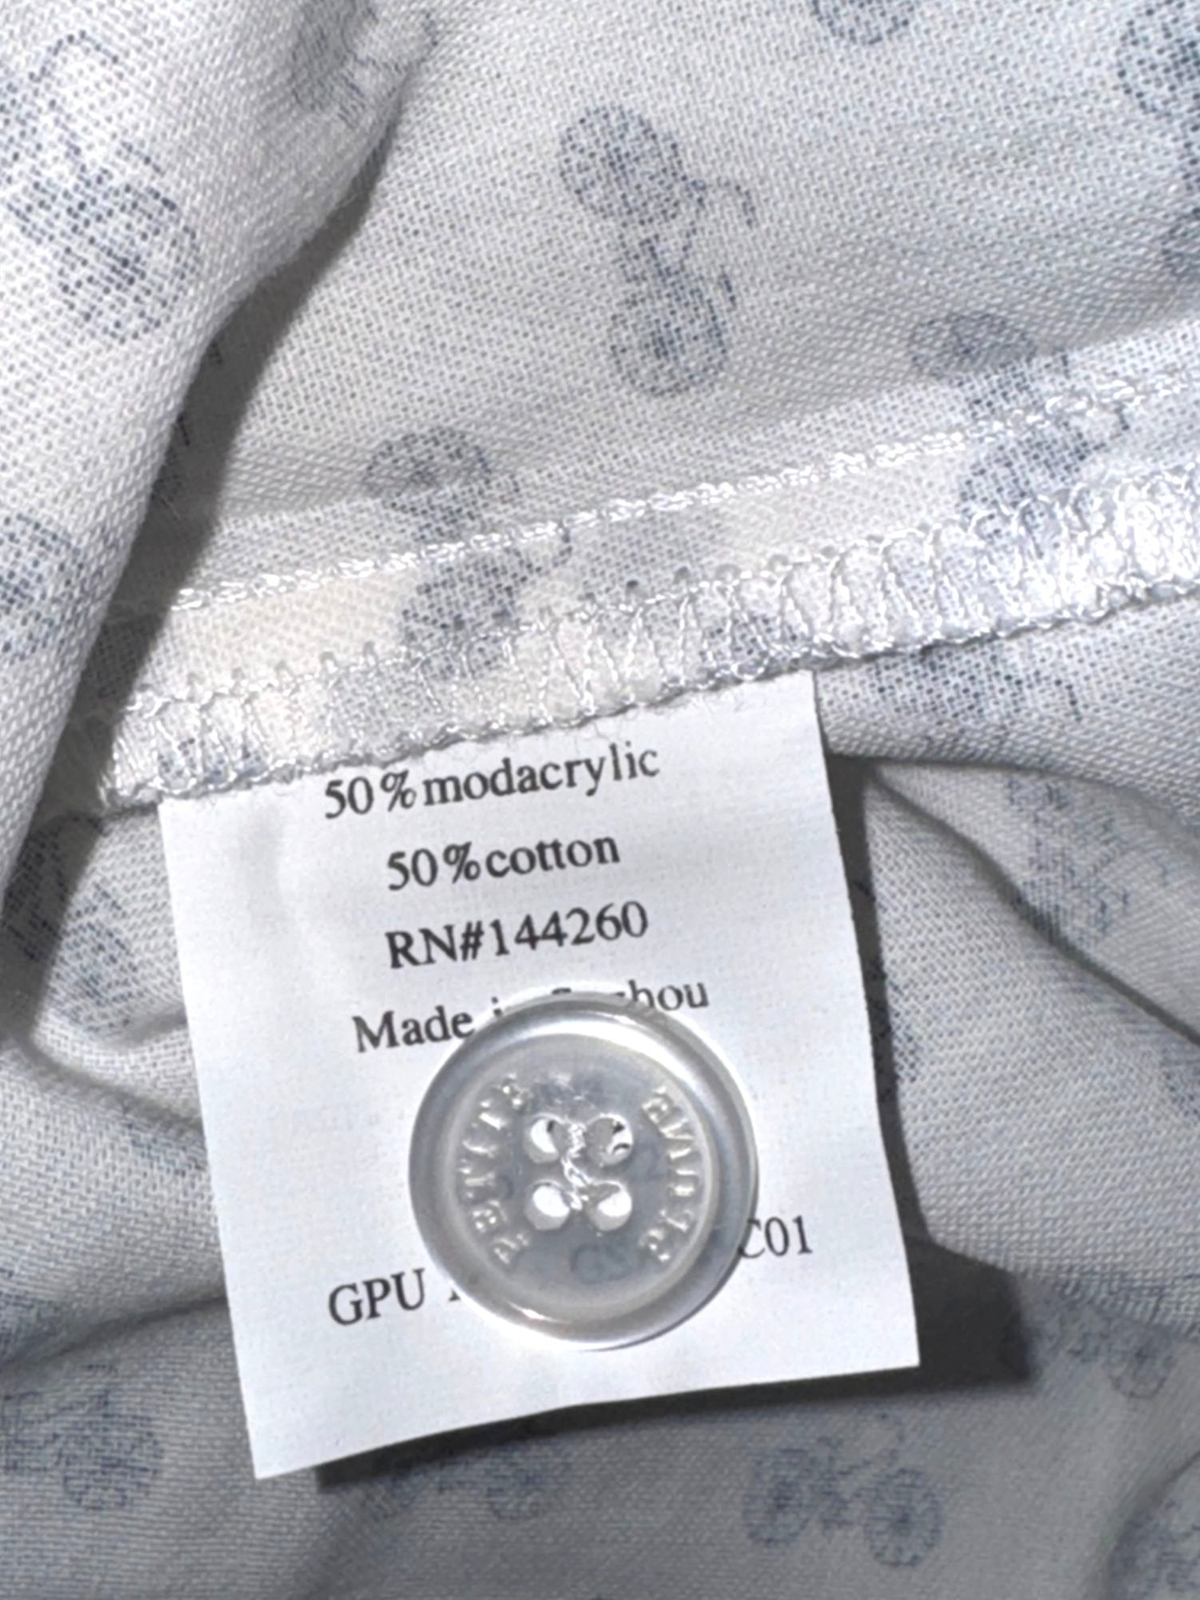 50%modacrylic
50%cotton
RN#144260
Made
GPU
C01
PETITE
PLUME